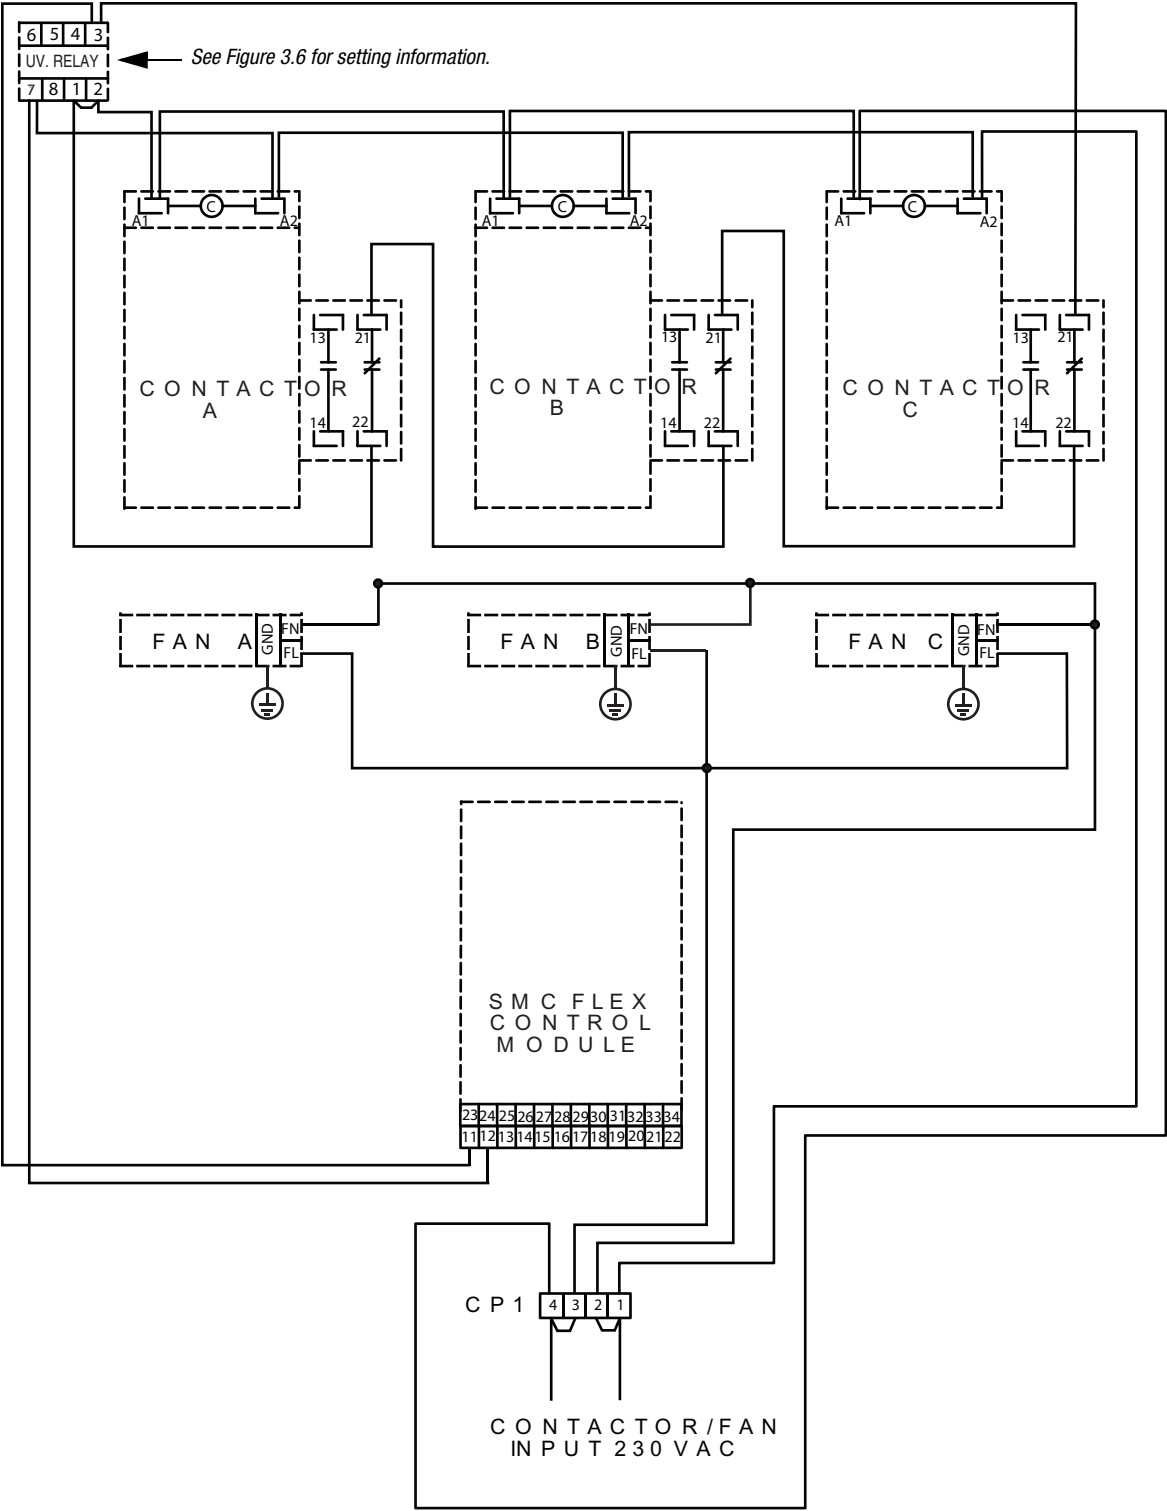 6 5 4 3
UV. RELAY
7 8 1 2
See Figure 3.6 for setting information.
A1 C A2
A1 C A2
A1 C A2
13 21
13 21
13 21
CONTACTOR
A
CONTACTOR
B
CONTACTOR
C
14 22
14 22
14 22
FAN A GND FN FL
FAN B GND FN FL
FAN C GND FN FL
SMC FLEX
CONTROL
MODULE
23 24 25 26 27 28 29 30 31 32 33 34
11 12 13 14 15 16 17 18 19 20 21 22
CP1 4 3 2 1
CONTACTOR/FAN
INPUT 230 VAC